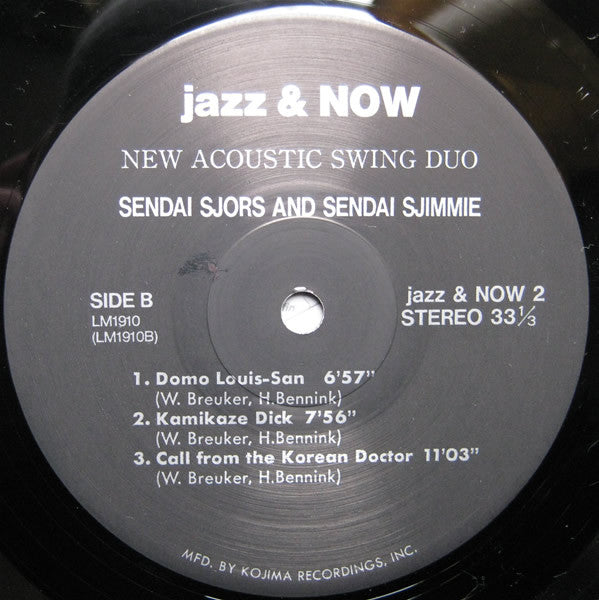 jazz & NOW
NEW ACOUSTIC SWING DUO
SENDAI SJORS AND SENDAI SJIMMIE
SIDE B
LM1910
(LM1910B)
jazz & NOW 2
STEREO 33⅓
1. Domo Louis-San 6'57"
(W. Breuker, H.Bennink)
2. Kamikaze Dick 7'56"
(W. Breuker, H.Bennink)
3. Call from the Korean Doctor 11'03"
(W. Breuker, H.Bennink)
MFD. BY KOJIMA RECORDINGS, INC.